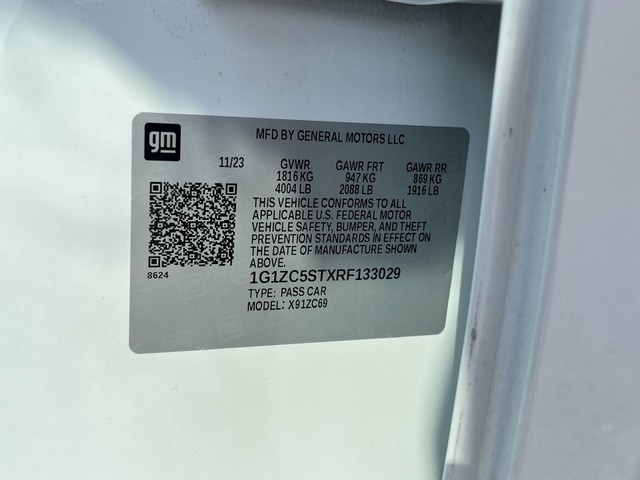 gm
MFD BY GENERAL MOTORS LLC
11/23 GVWR GAWR FRT GAWR RR
1816 KG 947 KG 869 KG
4004 LB 2088 LB 1916 LB
THIS VEHICLE CONFORMS TO ALL
APPLICABLE U.S. FEDERAL MOTOR
VEHICLE SAFETY, BUMPER, AND THEFT
PREVENTION STANDARDS IN EFFECT ON
THE DATE OF MANUFACTURE SHOWN
ABOVE.
8624
1G1ZC5STXRF133029
TYPE: PASS CAR
MODEL: X91ZC69